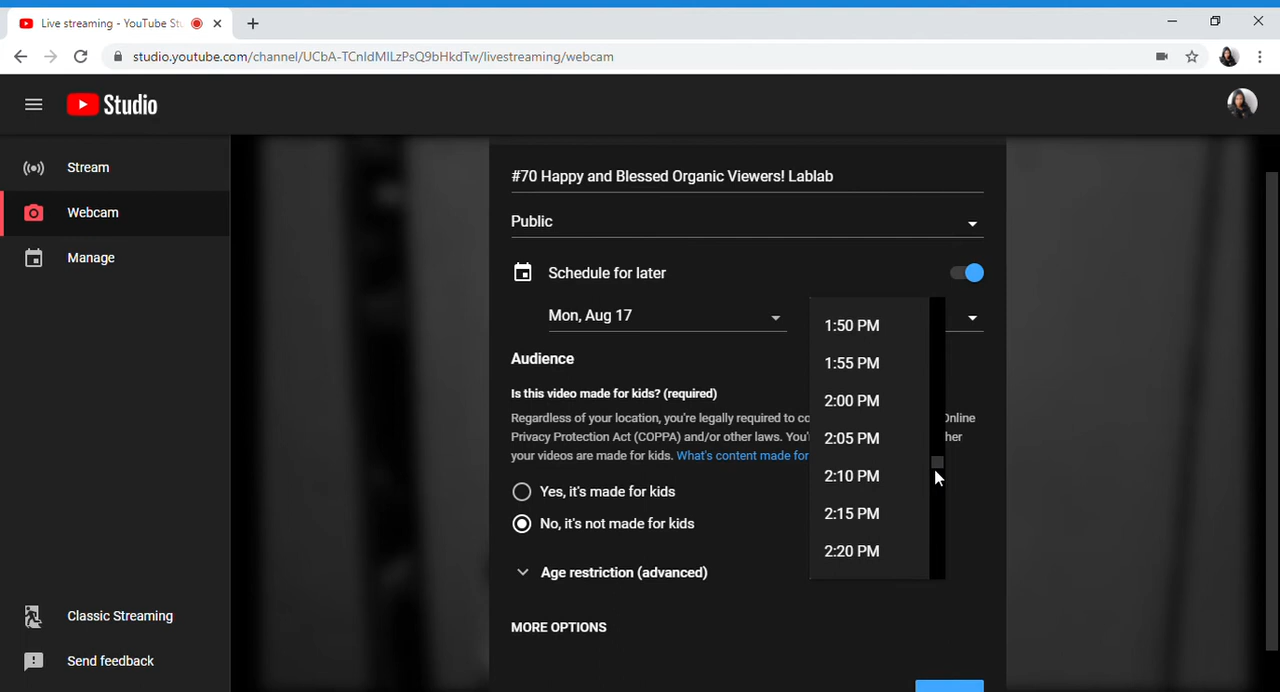 Live streaming - YouTube Stu
studio.youtube.com/channel/UCbA-TCnIdMILzPsQ9bHkdTw/livestreaming/webcam
Studio
Stream
Webcam
Manage
Classic Streaming
Send feedback
#70 Happy and Blessed Organic Viewers! Lablab
Public
Schedule for later
Mon, Aug 17
1:50 PM
1:55 PM
2:00 PM
2:05 PM
2:10 PM
2:15 PM
2:20 PM
Audience
Is this video made for kids? (required)
Regardless of your location, you're legally required to co nline
Privacy Protection Act (COPPA) and/or other laws. You' her
your videos are made for kids. What's content made for
Yes, it's made for kids
No, it's not made for kids
Age restriction (advanced)
MORE OPTIONS